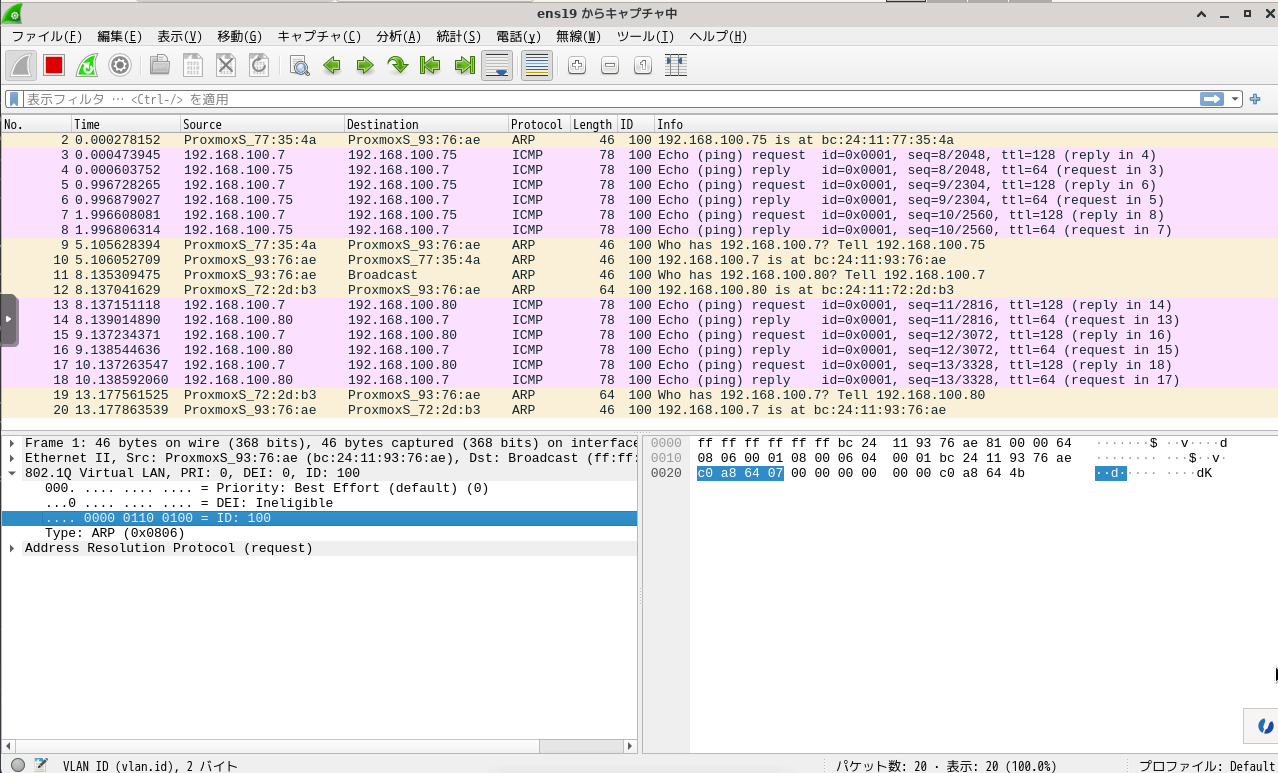 ens19 からキャプチャ中
ファイル(F) 編集(E) 表示(V) 移動(G) キャプチャ(C) 分析(A) 統計(S) 電話(y) 無線(W) ツール(T) ヘルプ(H)
表示フィルタ … <Ctrl-/> を適用
No. Time Source Destination Protocol Length ID Info
2 0.000278152 ProxmoxS_77:35:4a ProxmoxS_93:76:ae ARP 46 100 192.168.100.75 is at bc:24:11:77:35:4a
3 0.000473945 192.168.100.7 192.168.100.75 ICMP 78 100 Echo (ping) request id=0x0001, seq=8/2048, ttl=128 (reply in 4)
4 0.000603752 192.168.100.75 192.168.100.7 ICMP 78 100 Echo (ping) reply id=0x0001, seq=8/2048, ttl=64 (request in 3)
5 0.996728265 192.168.100.7 192.168.100.75 ICMP 78 100 Echo (ping) request id=0x0001, seq=9/2304, ttl=128 (reply in 6)
6 0.996879027 192.168.100.75 192.168.100.7 ICMP 78 100 Echo (ping) reply id=0x0001, seq=9/2304, ttl=64 (request in 5)
7 1.996608081 192.168.100.7 192.168.100.75 ICMP 78 100 Echo (ping) request id=0x0001, seq=10/2560, ttl=128 (reply in 8)
8 1.996806314 192.168.100.75 192.168.100.7 ICMP 78 100 Echo (ping) reply id=0x0001, seq=10/2560, ttl=64 (request in 7)
9 5.105628394 ProxmoxS_77:35:4a ProxmoxS_93:76:ae ARP 46 100 Who has 192.168.100.7? Tell 192.168.100.75
10 5.106052709 ProxmoxS_93:76:ae ProxmoxS_77:35:4a ARP 46 100 192.168.100.7 is at bc:24:11:93:76:ae
11 8.135309475 ProxmoxS_93:76:ae Broadcast ARP 46 100 Who has 192.168.100.80? Tell 192.168.100.7
12 8.137041629 ProxmoxS_72:2d:b3 ProxmoxS_93:76:ae ARP 64 100 192.168.100.80 is at bc:24:11:72:2d:b3
13 8.137151118 192.168.100.7 192.168.100.80 ICMP 78 100 Echo (ping) request id=0x0001, seq=11/2816, ttl=128 (reply in 14)
14 8.139014890 192.168.100.80 192.168.100.7 ICMP 78 100 Echo (ping) reply id=0x0001, seq=11/2816, ttl=64 (request in 13)
15 9.137234371 192.168.100.7 192.168.100.80 ICMP 78 100 Echo (ping) request id=0x0001, seq=12/3072, ttl=128 (reply in 16)
16 9.138544636 192.168.100.80 192.168.100.7 ICMP 78 100 Echo (ping) reply id=0x0001, seq=12/3072, ttl=64 (request in 15)
17 10.137263547 192.168.100.7 192.168.100.80 ICMP 78 100 Echo (ping) request id=0x0001, seq=13/3328, ttl=128 (reply in 18)
18 10.138592060 192.168.100.80 192.168.100.7 ICMP 78 100 Echo (ping) reply id=0x0001, seq=13/3328, ttl=64 (request in 17)
19 13.177561525 ProxmoxS_72:2d:b3 ProxmoxS_93:76:ae ARP 64 100 Who has 192.168.100.7? Tell 192.168.100.80
20 13.177863539 ProxmoxS_93:76:ae ProxmoxS_72:2d:b3 ARP 46 100 192.168.100.7 is at bc:24:11:93:76:ae
Frame 1: 46 bytes on wire (368 bits), 46 bytes captured (368 bits) on interface
Ethernet II, Src: ProxmoxS_93:76:ae (bc:24:11:93:76:ae), Dst: Broadcast (ff:ff:
802.1Q Virtual LAN, PRI: 0, DEI: 0, ID: 100
000. .... .... .... = Priority: Best Effort (default) (0)
...0 .... .... .... = DEI: Ineligible
.... 0000 0110 0100 = ID: 100
Type: ARP (0x0806)
Address Resolution Protocol (request)
0000 ff ff ff ff ff ff bc 24 11 93 76 ae 81 00 00 64 ·······$ ··v····d
0010 08 06 00 01 08 00 06 04 00 01 bc 24 11 93 76 ae ········ ···$··v·
0020 c0 a8 64 07 00 00 00 00 00 00 c0 a8 64 4b ··d····· ····dK
VLAN ID (vlan.id), 2 バイト
パケット数: 20 · 表示: 20 (100.0%)
プロファイル: Default